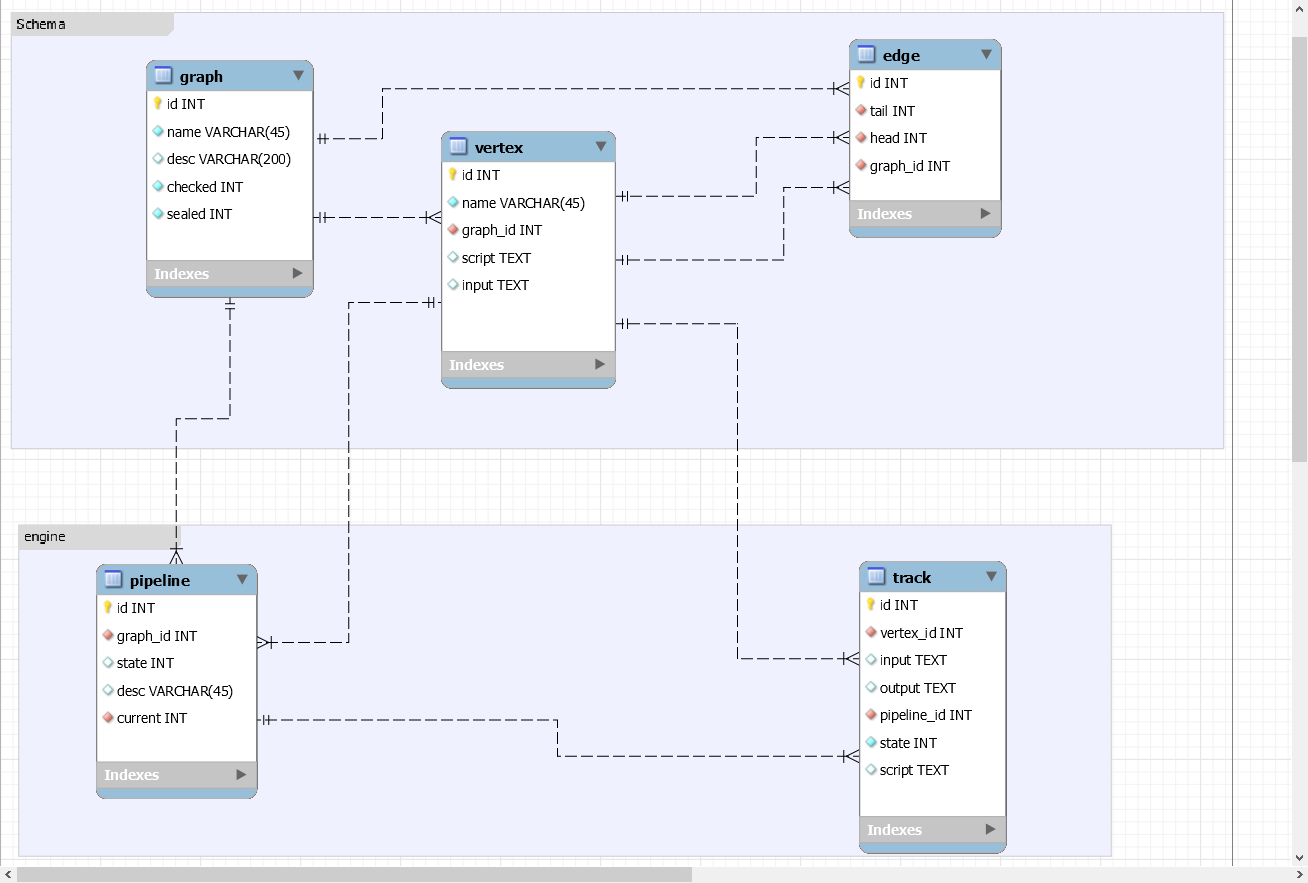 Schema
graph
id INT
name VARCHAR(45)
desc VARCHAR(200)
checked INT
sealed INT
Indexes
vertex
id INT
name VARCHAR(45)
graph_id INT
script TEXT
input TEXT
Indexes
edge
id INT
tail INT
head INT
graph_id INT
Indexes
engine
pipeline
id INT
graph_id INT
state INT
desc VARCHAR(45)
current INT
Indexes
track
id INT
vertex_id INT
input TEXT
output TEXT
pipeline_id INT
state INT
script TEXT
Indexes